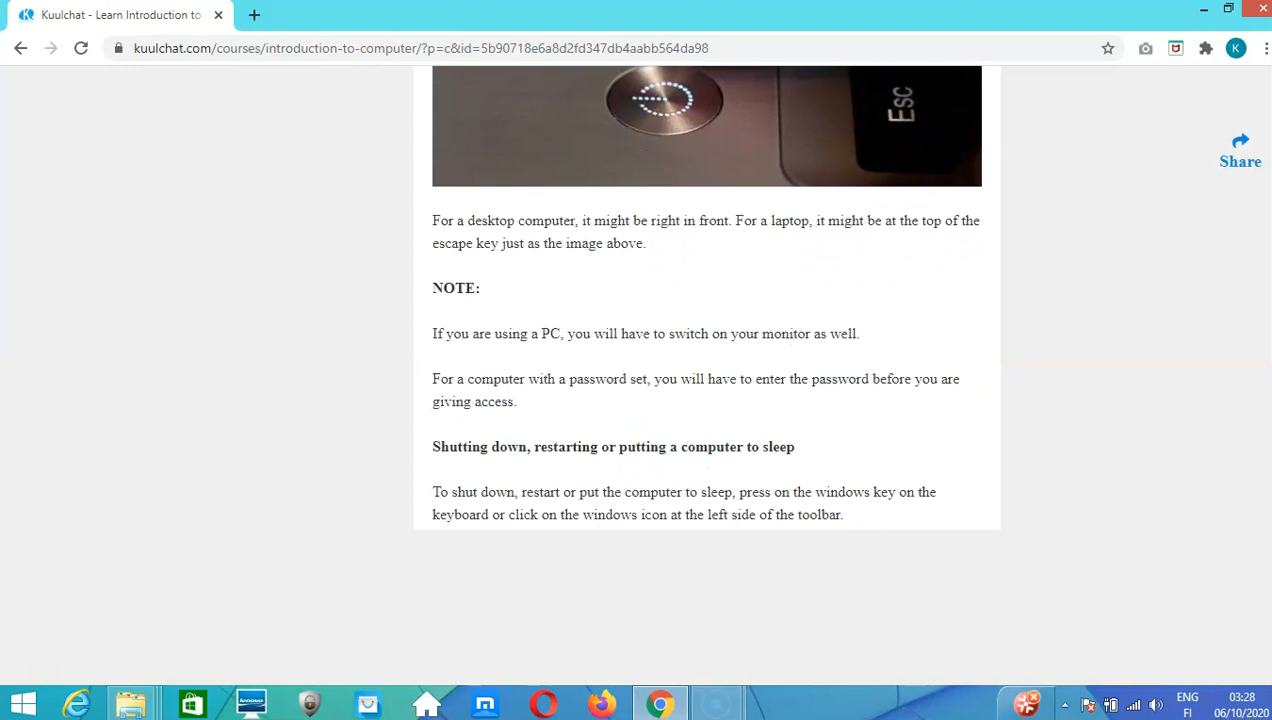 Kuulchat - Learn Introduction to
kuulchat.com/courses/introduction-to-computer/?p=c&id=5b90718e6a8d2fd347db4aabb564da98
K
Esc
Share
For a desktop computer, it might be right in front. For a laptop, it might be at the top of the
escape key just as the image above.
NOTE:
If you are using a PC, you will have to switch on your monitor as well.
For a computer with a password set, you will have to enter the password before you are
giving access.
Shutting down, restarting or putting a computer to sleep
To shut down, restart or put the computer to sleep, press on the windows key on the
keyboard or click on the windows icon at the left side of the toolbar.
ENG
FI
03:28
06/10/2020